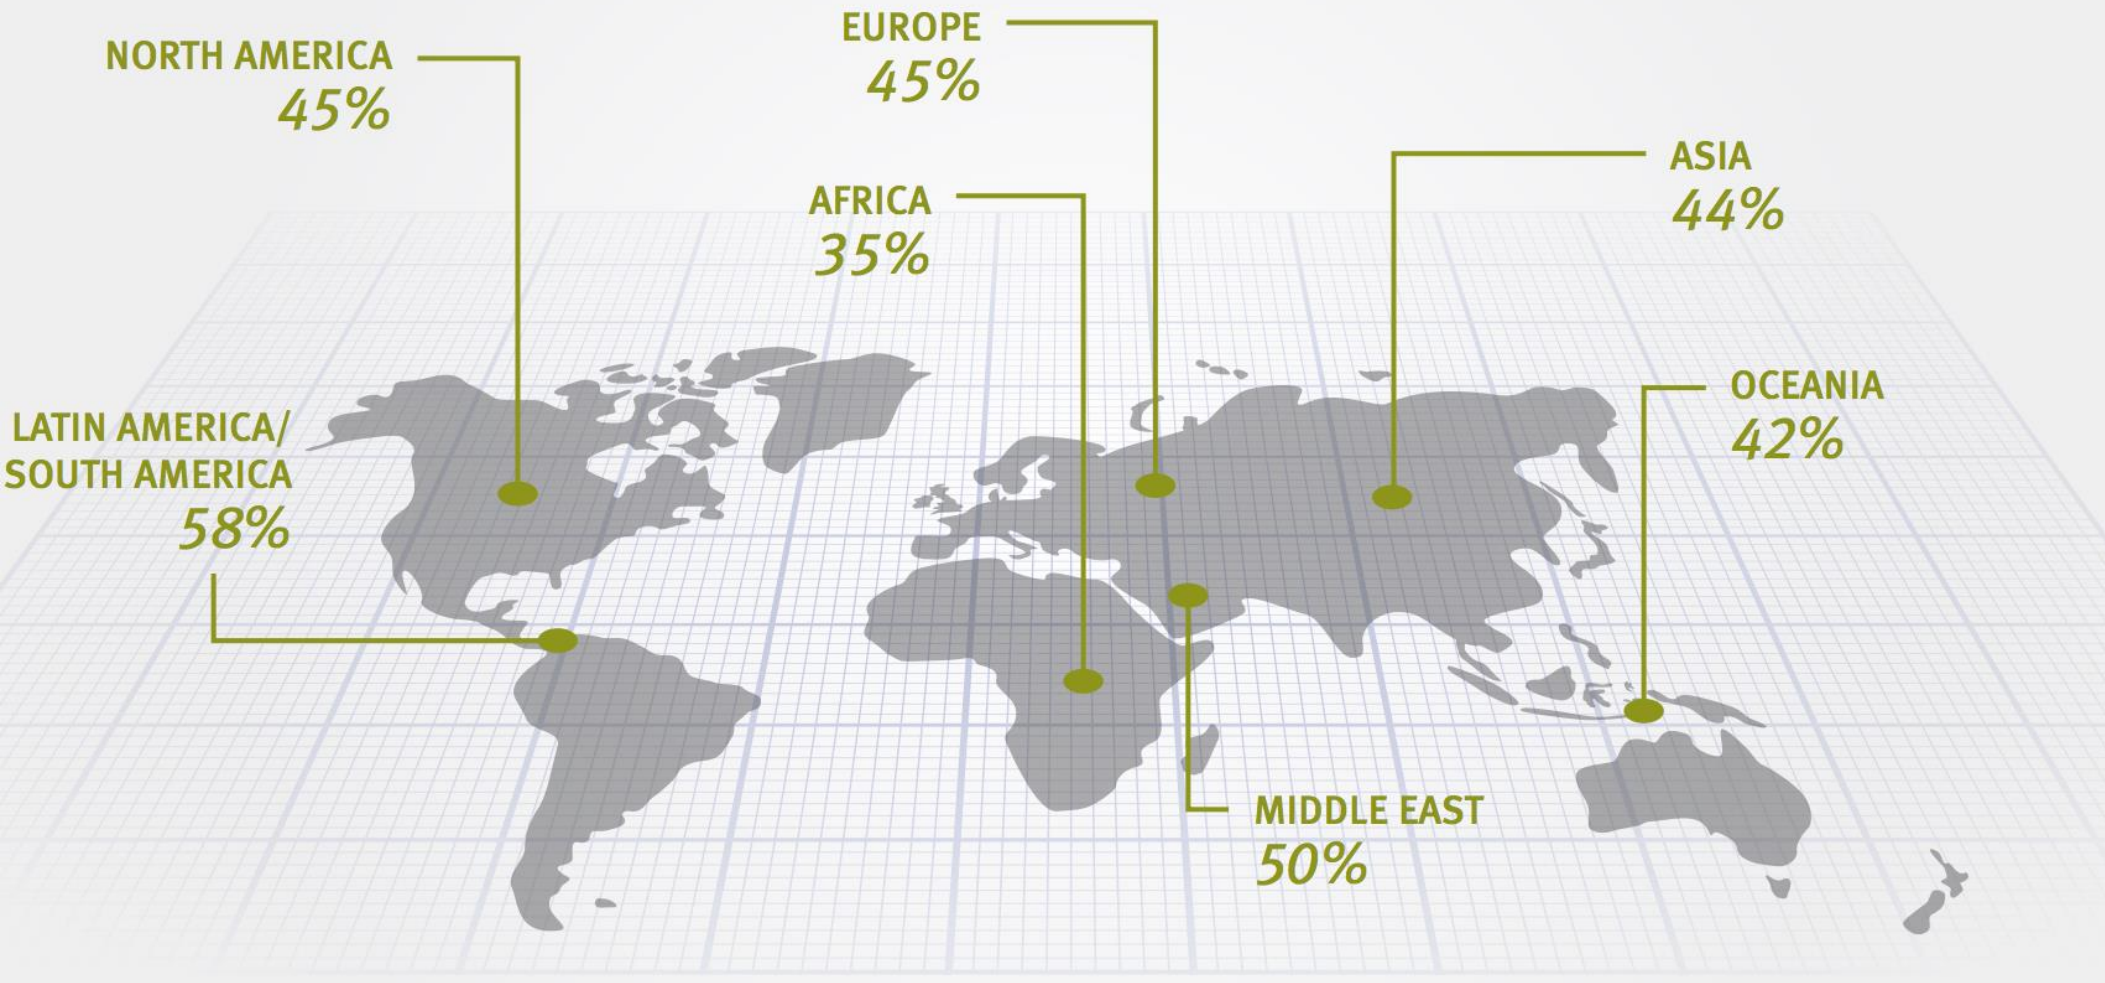 NORTH AMERICA
45%
EUROPE
45%
AFRICA
35%
ASIA
44%
LATIN AMERICA/
SOUTH AMERICA
58%
OCEANIA
42%
MIDDLE EAST
50%